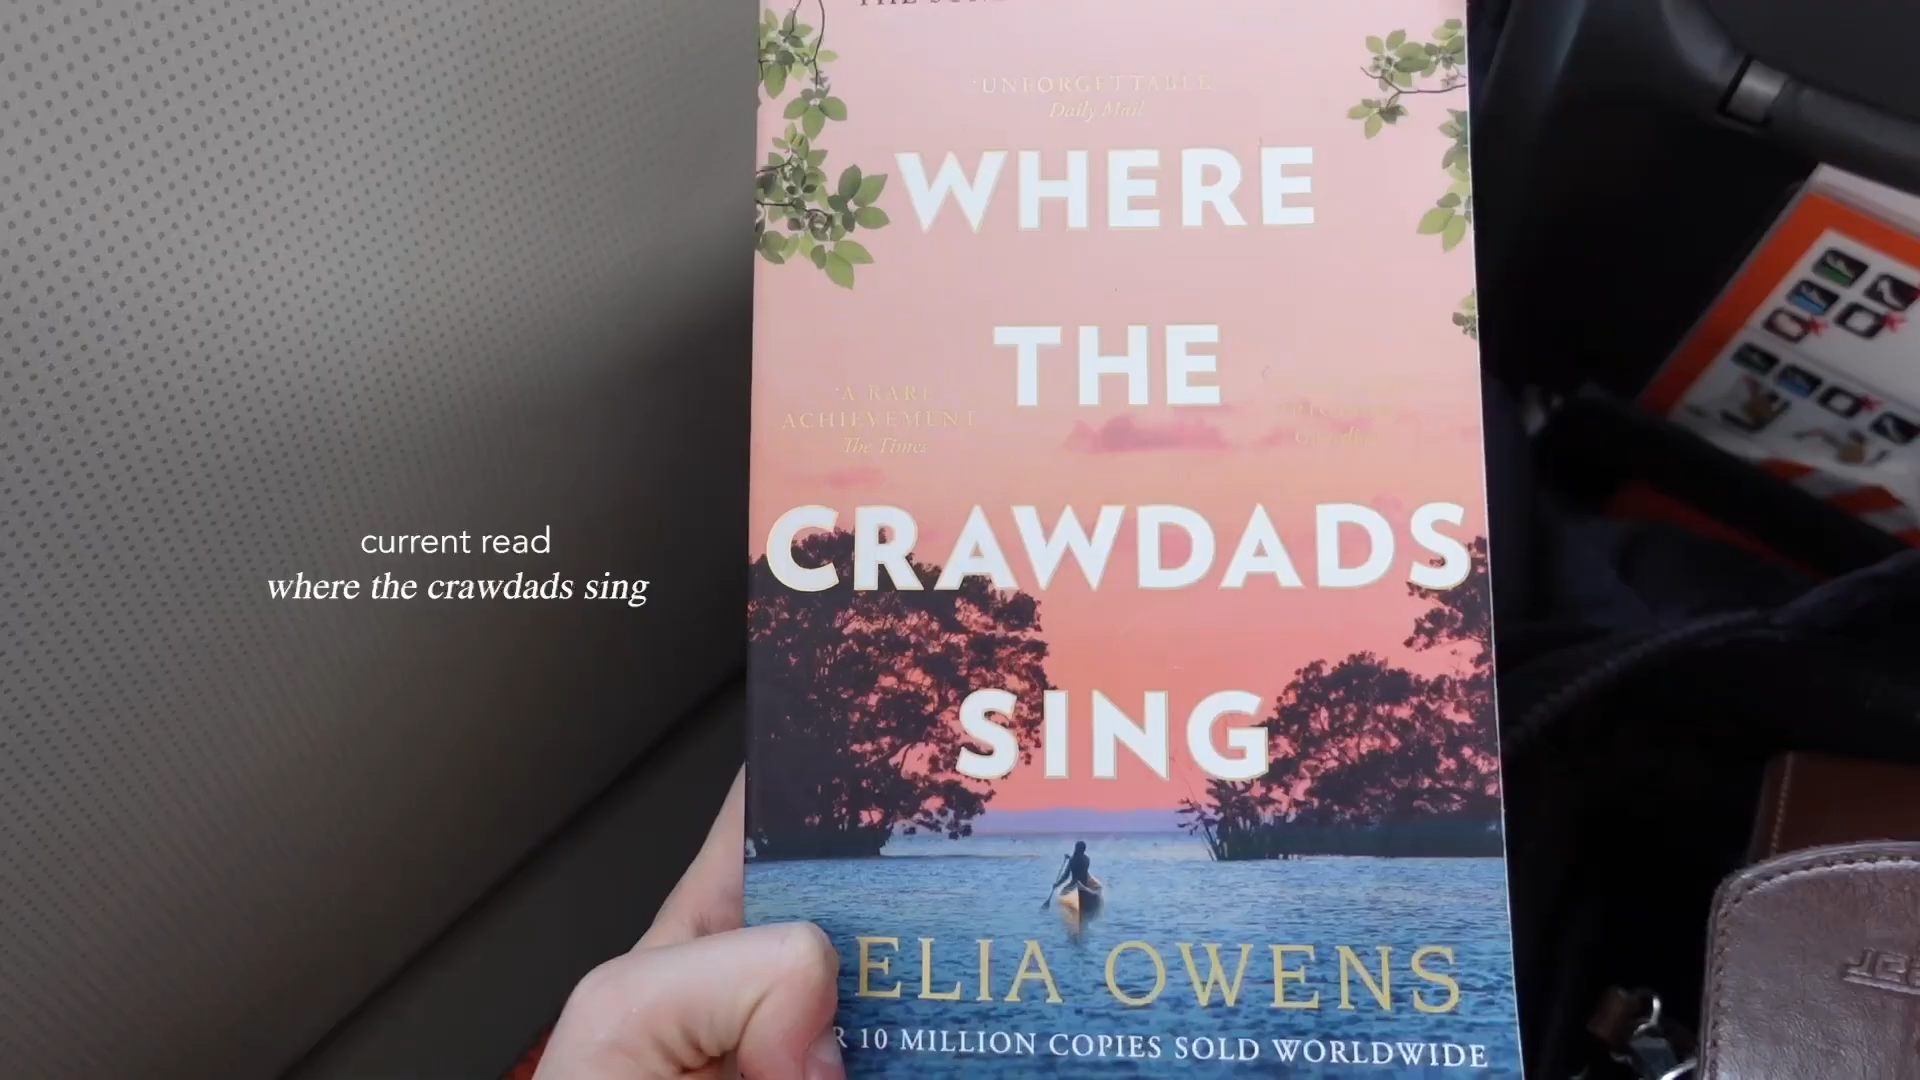 'UNFORGETTABLE
Daily Mail
WHERE
THE
'A RARE
ACHIEVEMENT
The Times
CRAWDADS
SING
ELIA OWENS
R 10 MILLION COPIES SOLD WORLDWIDE
current read
where the crawdads sing